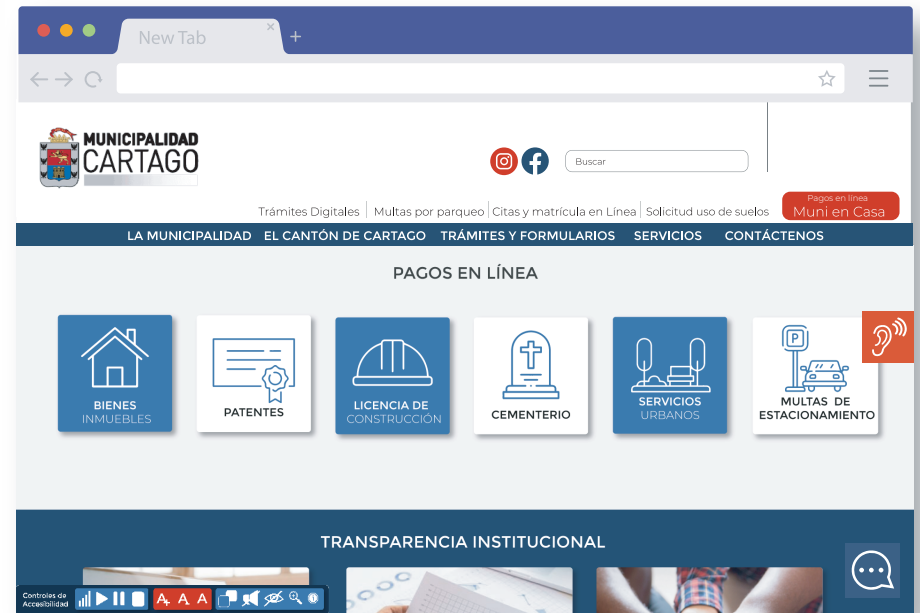 New Tab
MUNICIPALIDAD
CARTAGO
Buscar
Trámites Digitales Multas por parqueo Citas y matrícula en Línea Solicitud uso de suelos
Pagos en línea
Muni en Casa
LA MUNICIPALIDAD EL CANTÓN DE CARTAGO TRÁMITES Y FORMULARIOS SERVICIOS CONTÁCTENOS
PAGOS EN LÍNEA
BIENES
INMUEBLES
PATENTES
LICENCIA DE
CONSTRUCCIÓN
CEMENTERIO
SERVICIOS
URBANOS
P
MULTAS DE
ESTACIONAMIENTO
TRANSPARENCIA INSTITUCIONAL
Controles de
Accesibilidad
A+ A A